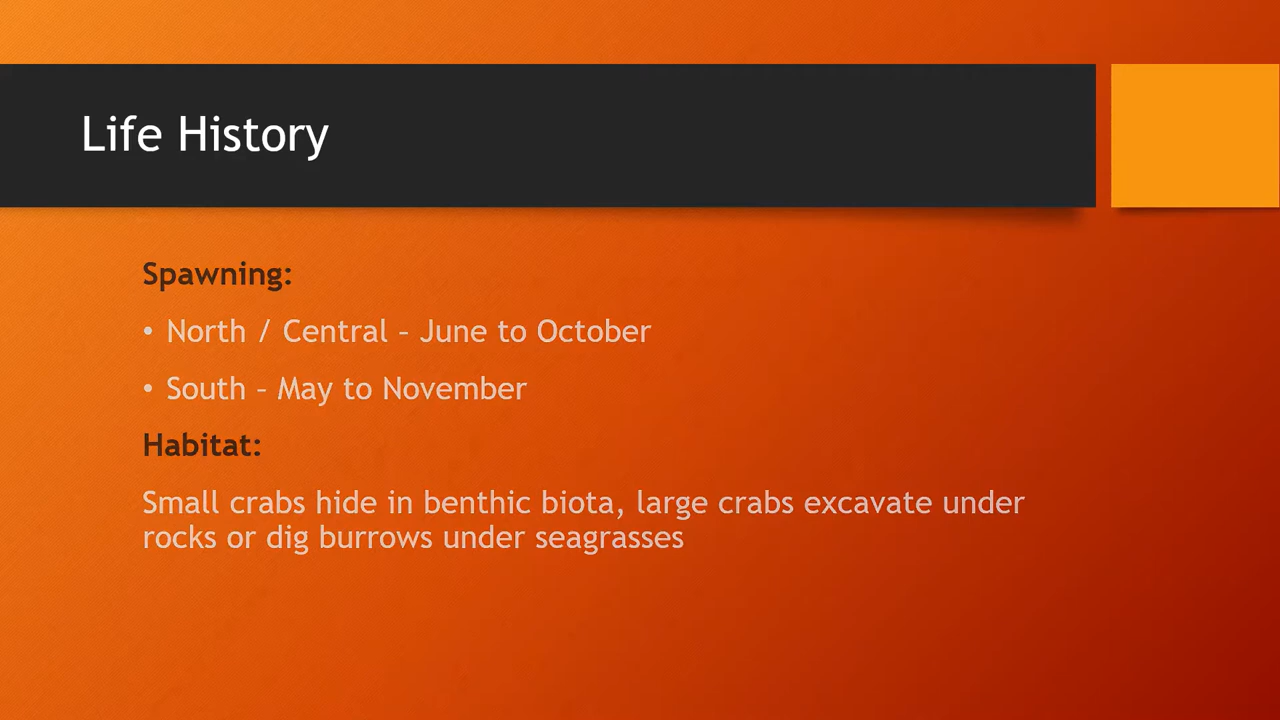 Life History
Spawning:
• North / Central – June to October
• South – May to November
Habitat:
Small crabs hide in benthic biota, large crabs excavate under
rocks or dig burrows under seagrasses